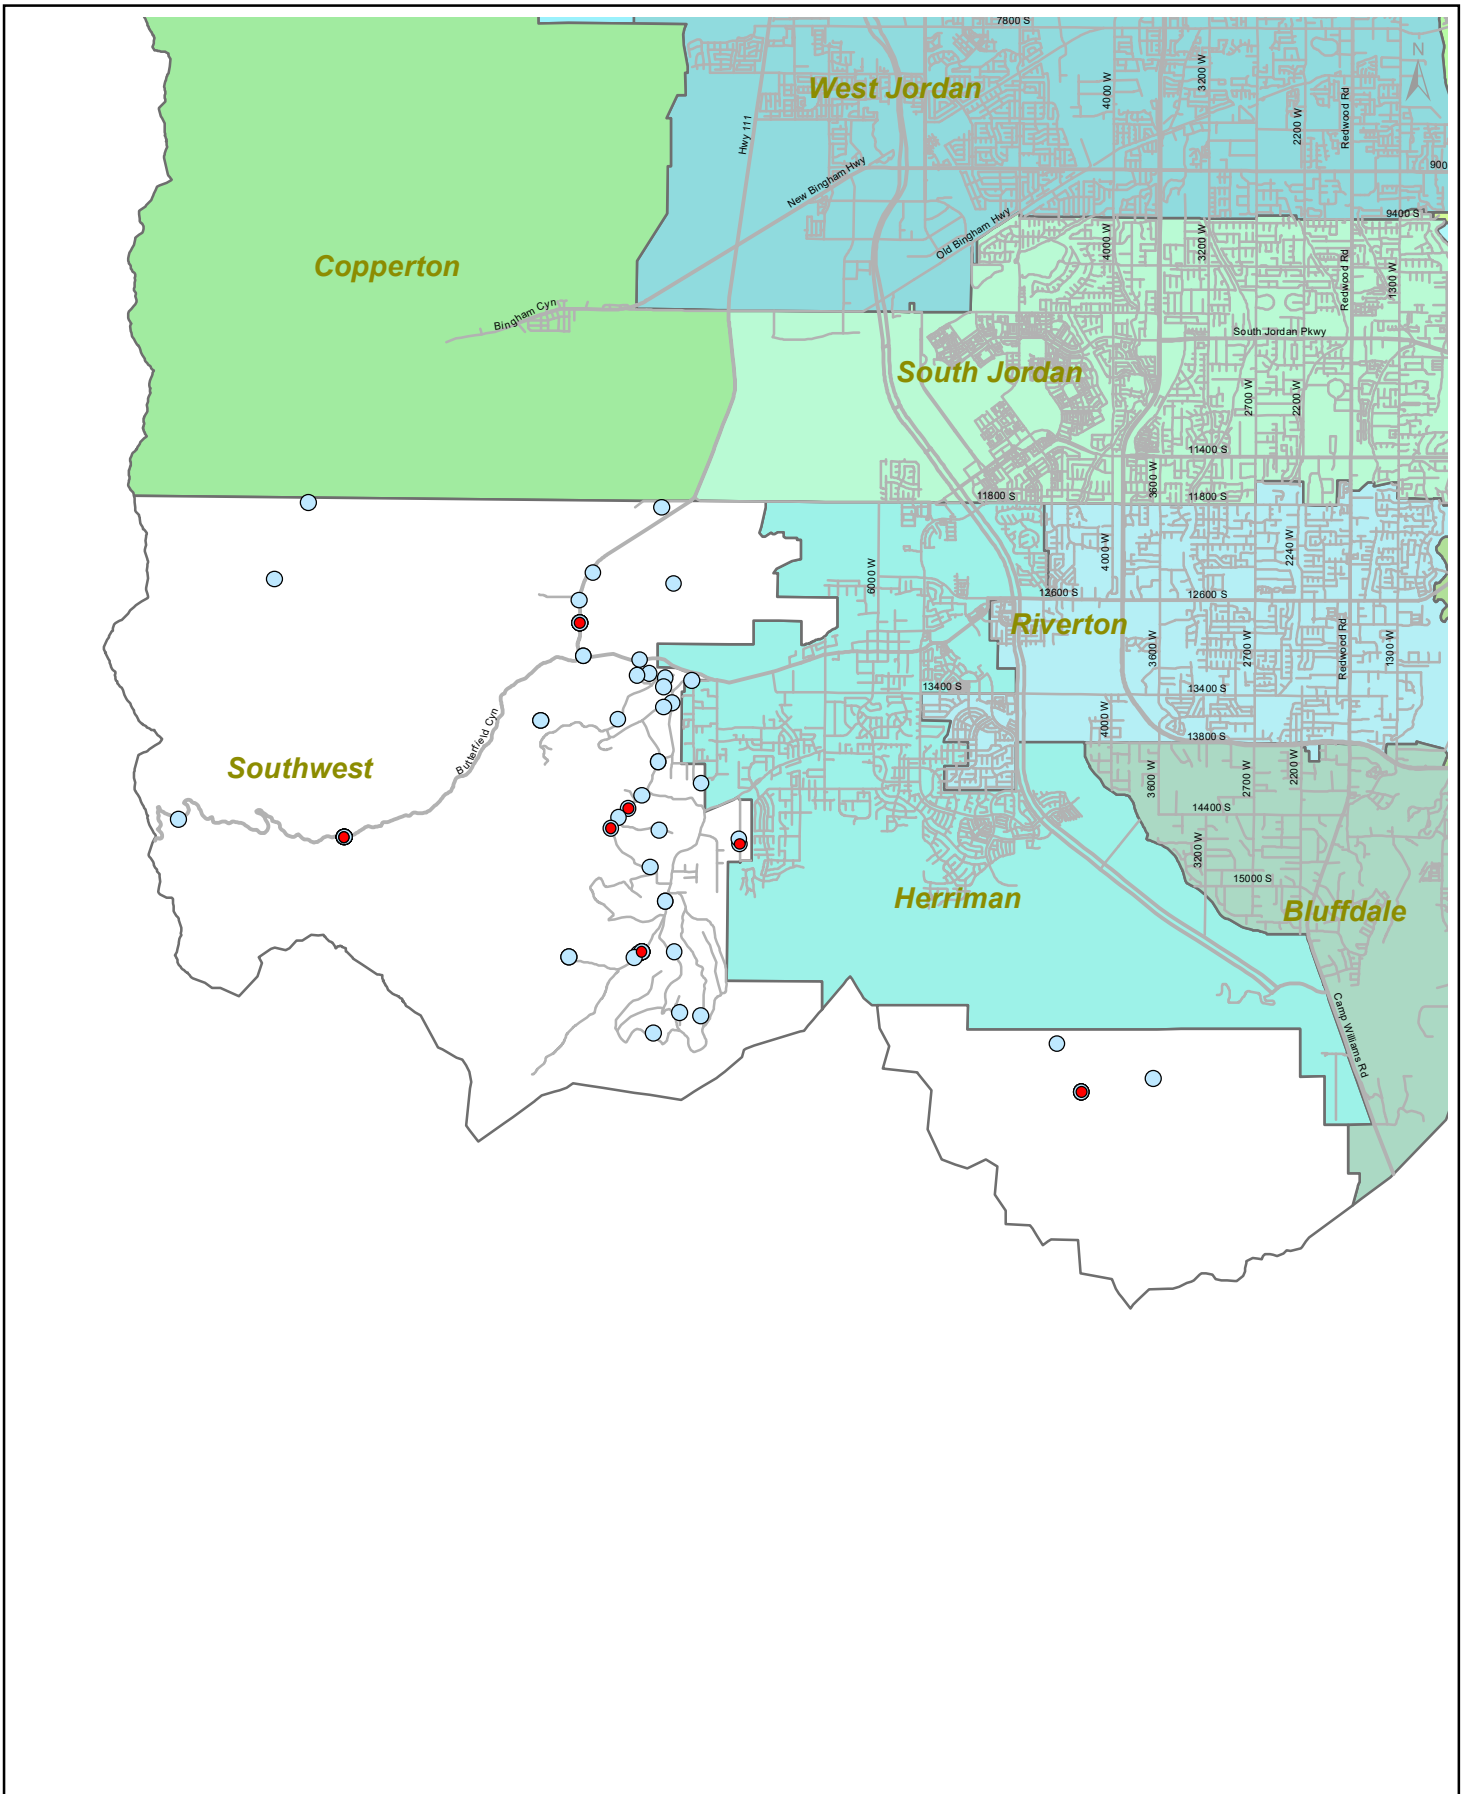 7800 S
N
West Jordan
3200 W
4000 W
Redwood Rd
2200 W
Hwy 111
900
New Bingham Hwy
9400 S
Old Bingham Hwy
4000 W
3200 W
Copperton
Redwood Rd
1300 W
Bingham Cyn
South Jordan Pkwy
South Jordan
2700 W
2200 W
11400 S
3600 W
11800 S
11800 S
4000 W
2240 W
6000 W
12600 S
12600 S
Riverton
3600 W
2700 W
Redwood Rd
1300 W
13400 S
13400 S
4000 W
13800 S
Butterfield Cyn
Southwest
3600 W
2700 W
2200 W
14400 S
3200 W
15000 S
Herriman
Bluffdale
Camp Williams Rd